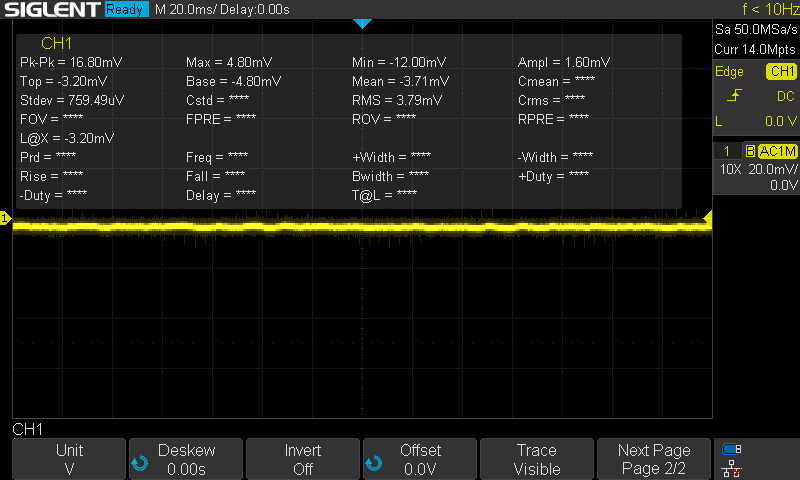 SIGLENT Ready M 20.0ms/ Delay:0.00s f < 10Hz
Sa 50.0MSa/s
Curr 14.0Mpts
Edge CH1
DC
L 0.0 V
1 B AC1M
10X 20.0mV/
0.0V
CH1
Pk-Pk = 16.80mV Max = 4.80mV Min = -12.00mV Ampl = 1.60mV
Top = -3.20mV Base = -4.80mV Mean = -3.71mV Cmean = ****
Stdev = 759.49uV Cstd = **** RMS = 3.79mV Crms = ****
FOV = **** FPRE = **** ROV = **** RPRE = ****
L@X = -3.20mV
Prd = **** Freq = **** +Width = **** -Width = ****
Rise = **** Fall = **** Bwidth = **** +Duty = ****
-Duty = **** Delay = **** T@L = ****
1
CH1
Unit Deskew Invert Offset Trace Next Page
V 0.00s Off 0.0V Visible Page 2/2